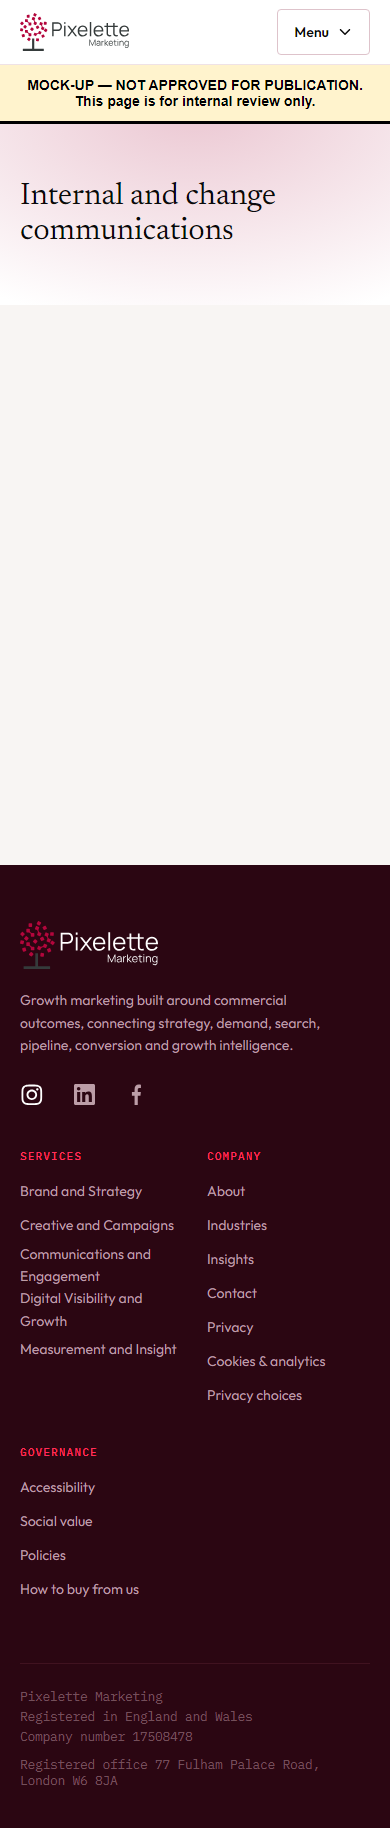 Pixelette
Marketing
Menu
MOCK-UP — NOT APPROVED FOR PUBLICATION.
This page is for internal review only.
Internal and change
communications
Pixelette
Marketing
Growth marketing built around commercial
outcomes, connecting strategy, demand, search,
pipeline, conversion and growth intelligence.
SERVICES
Brand and Strategy
Creative and Campaigns
Communications and
Engagement
Digital Visibility and
Growth
Measurement and Insight
COMPANY
About
Industries
Insights
Contact
Privacy
Cookies & analytics
Privacy choices
GOVERNANCE
Accessibility
Social value
Policies
How to buy from us
Pixelette Marketing
Registered in England and Wales
Company number 17508478
Registered office 77 Fulham Palace Road,
London W6 8JA